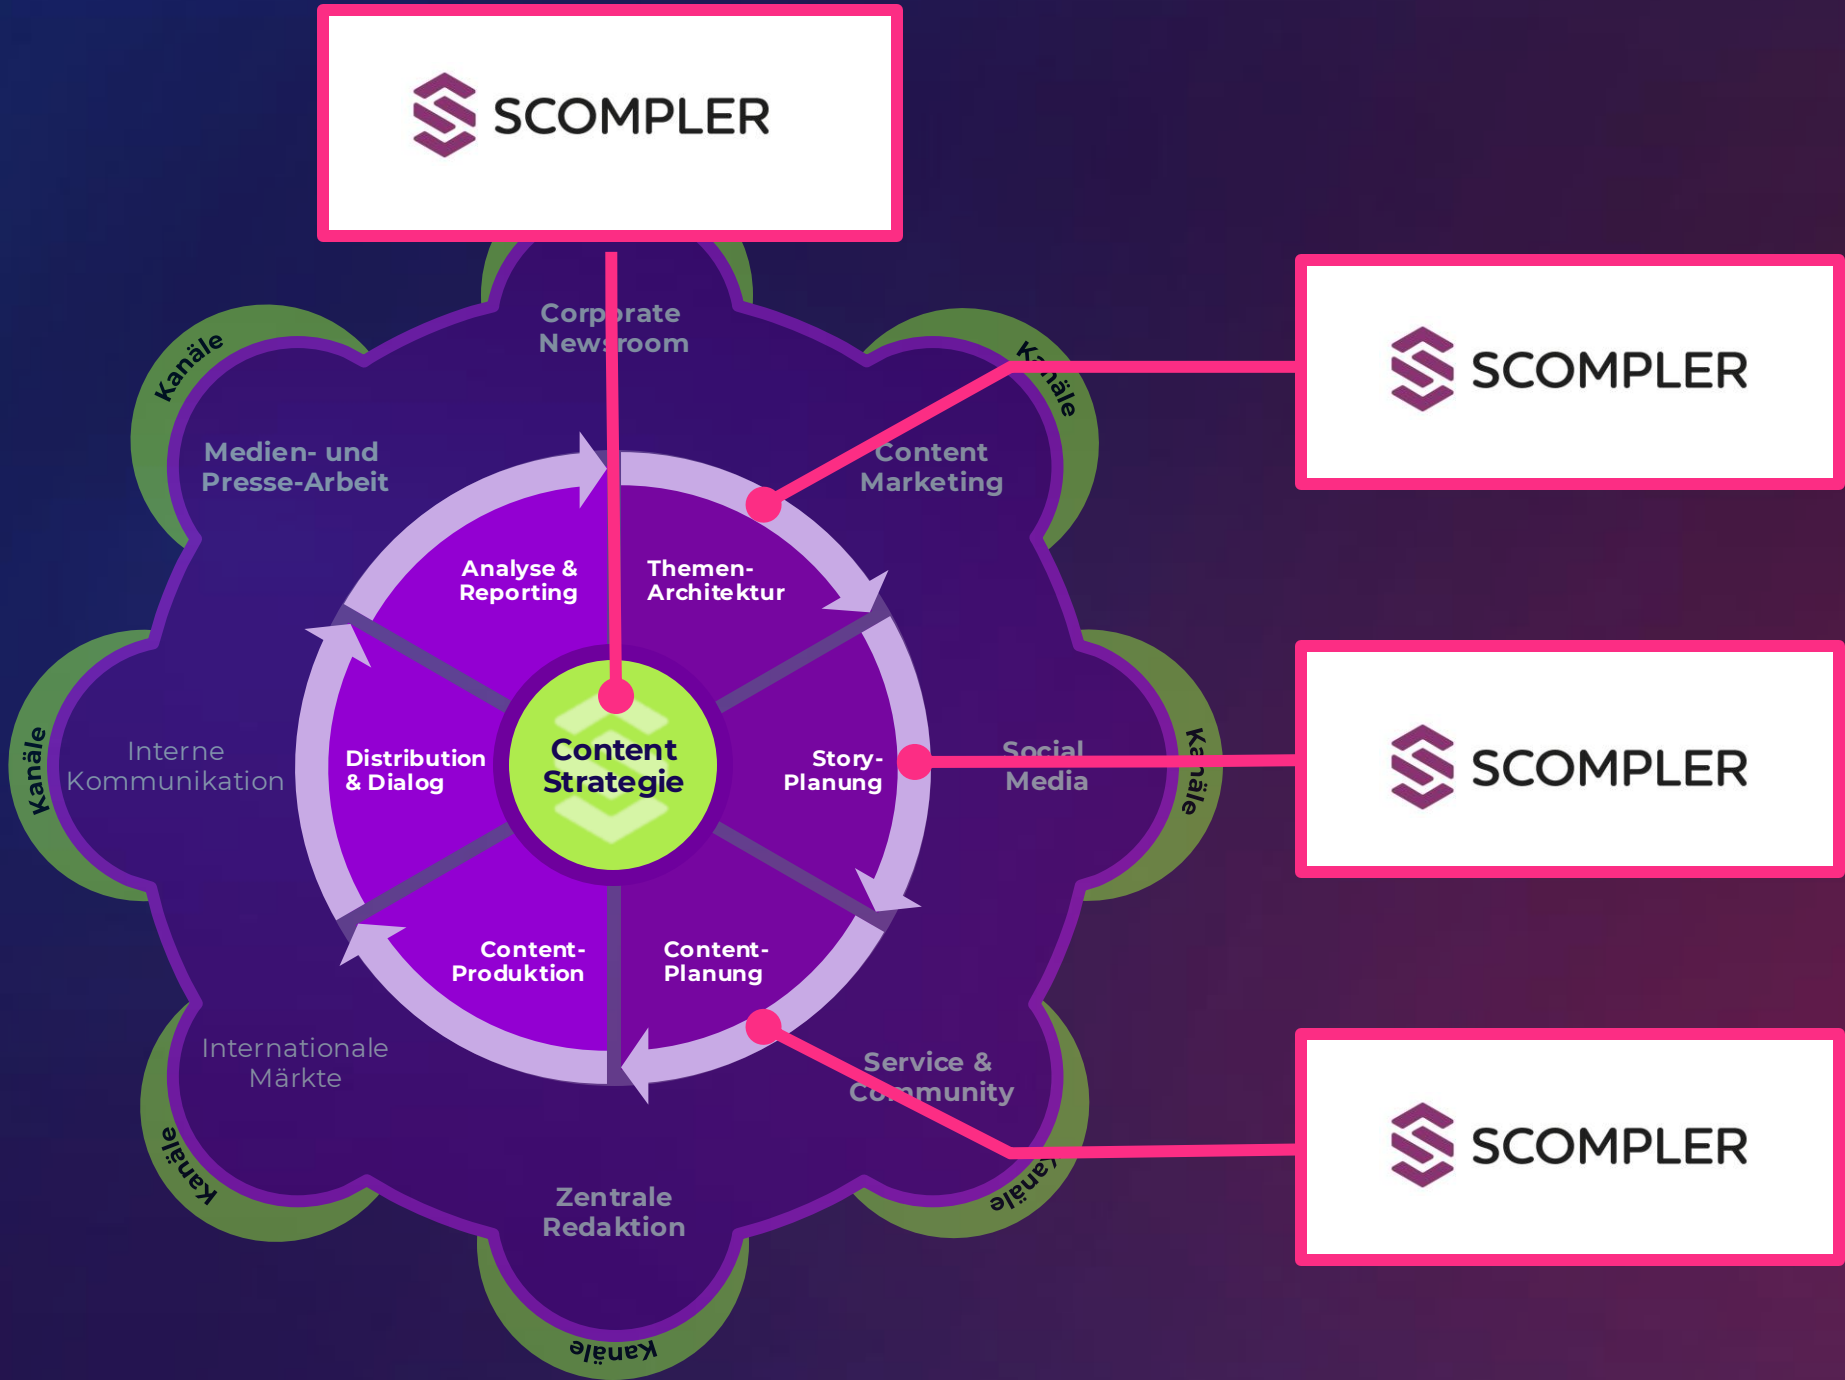 SCOMPLER
Corporate
Newsroom
Kanäle
Kanäle
SCOMPLER
Medien- und
Presse-Arbeit
Content
Marketing
Analyse &
Reporting
Themen-
Architektur
Kanäle
Interne
Kommunikation
Distribution
& Dialog
Content
Strategie
Story-
Planung
Social
Media
Kanäle
SCOMPLER
Content-
Produktion
Content-
Planung
Internationale
Märkte
Service &
Community
SCOMPLER
Kanäle
Kanäle
Zentrale
Redaktion
Kanäle